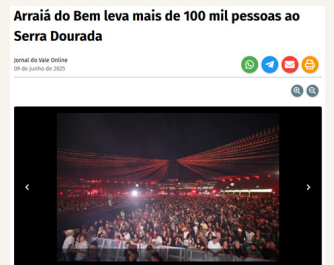 Arraiá do Bem leva mais de 100 mil pessoas ao
Serra Dourada
Jornal do Vale Online
09 de junho de 2025